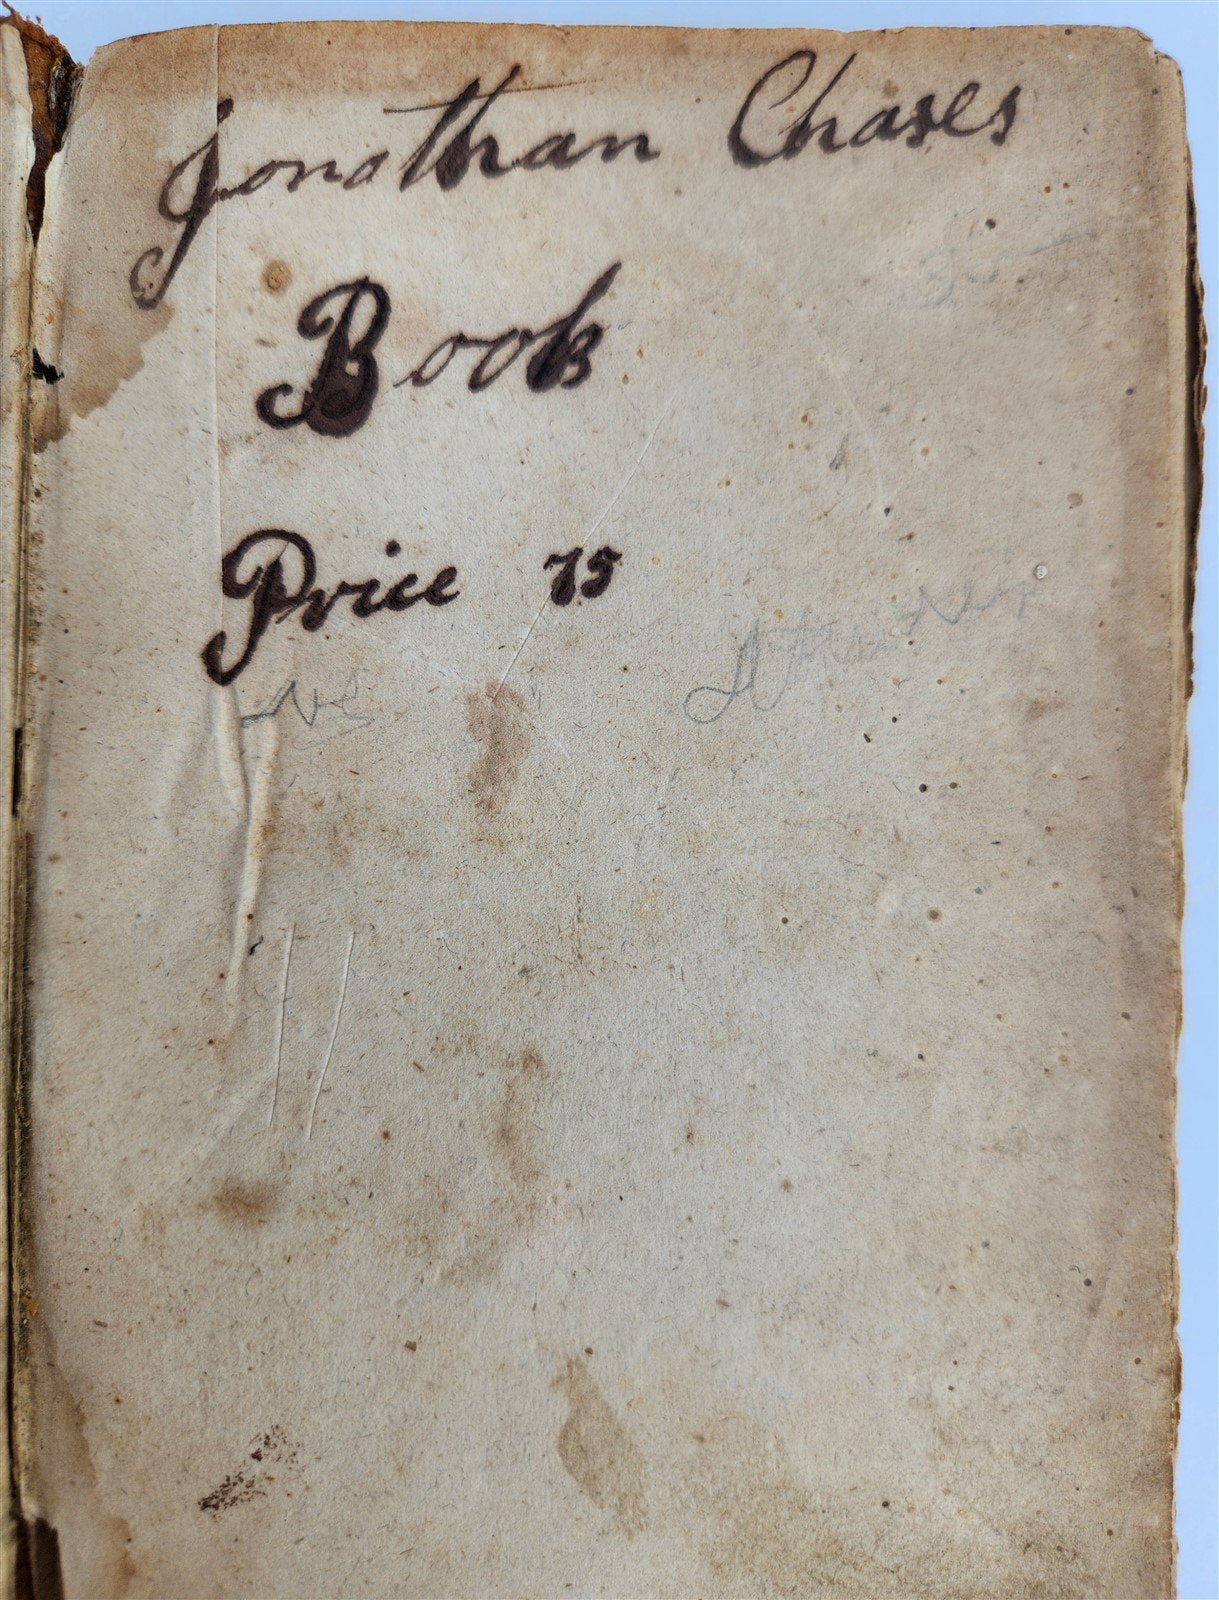 Jonathan Chases
Book
Price 75